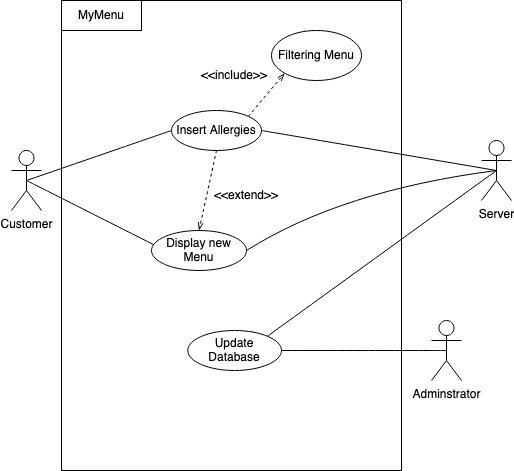 MyMenu
Filtering Menu
<<include>>
Insert Allergies
<<extend>>
Customer
Server
Display new
Menu
Update
Database
Adminstrator